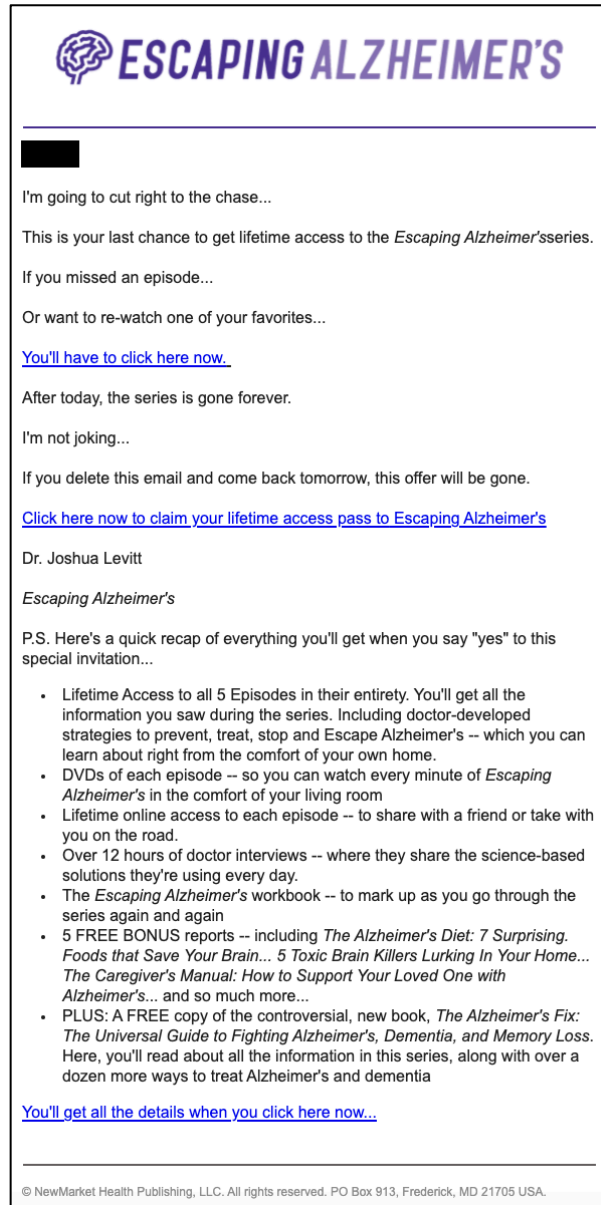 ESCAPING ALZHEIMER'S
I'm going to cut right to the chase...
This is your last chance to get lifetime access to the Escaping Alzheimer'sseries.
If you missed an episode...
Or want to re-watch one of your favorites...
You'll have to click here now.
After today, the series is gone forever.
I'm not joking...
If you delete this email and come back tomorrow, this offer will be gone.
Click here now to claim your lifetime access pass to Escaping Alzheimer's
Dr. Joshua Levitt
Escaping Alzheimer's
P.S. Here's a quick recap of everything you'll get when you say "yes" to this
special invitation...
• Lifetime Access to all 5 Episodes in their entirety. You'll get all the
information you saw during the series. Including doctor-developed
strategies to prevent, treat, stop and Escape Alzheimer's -- which you can
learn about right from the comfort of your own home.
• DVDs of each episode -- so you can watch every minute of Escaping
Alzheimer's in the comfort of your living room
• Lifetime online access to each episode -- to share with a friend or take with
you on the road.
• Over 12 hours of doctor interviews -- where they share the science-based
solutions they're using every day.
• The Escaping Alzheimer's workbook -- to mark up as you go through the
series again and again
• 5 FREE BONUS reports -- including The Alzheimer's Diet: 7 Surprising.
Foods that Save Your Brain... 5 Toxic Brain Killers Lurking In Your Home...
The Caregiver's Manual: How to Support Your Loved One with
Alzheimer's... and so much more...
• PLUS: A FREE copy of the controversial, new book, The Alzheimer's Fix:
The Universal Guide to Fighting Alzheimer's, Dementia, and Memory Loss.
Here, you'll read about all the information in this series, along with over a
dozen more ways to treat Alzheimer's and dementia
You'll get all the details when you click here now...
© NewMarket Health Publishing, LLC. All rights reserved. PO Box 913, Frederick, MD 21705 USA.